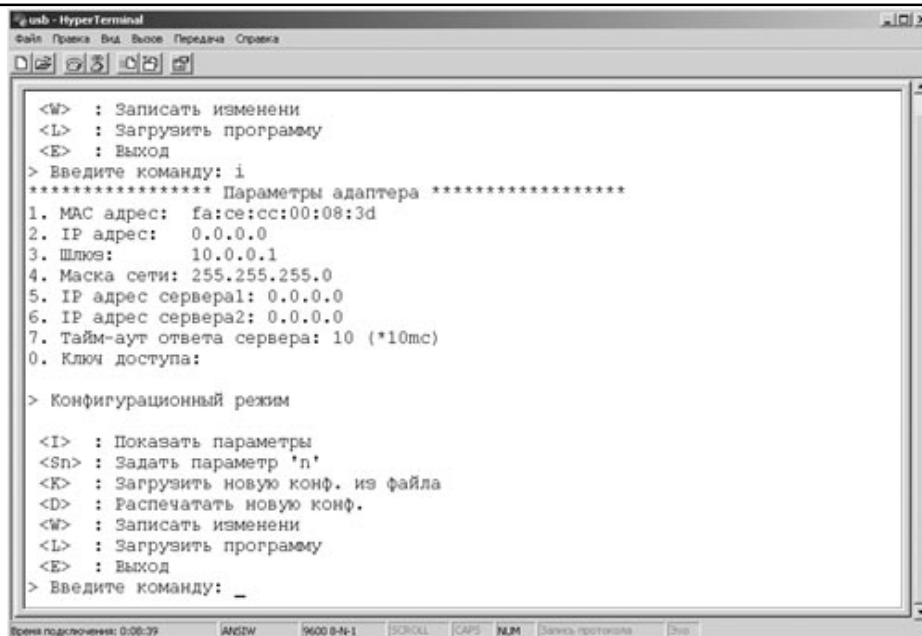 usb - HyperTerminal
Файл Правка Вид Вызов Передача Справка
<W> : Записать изменени
<L> : Загрузить программу
<E> : Выход
> Введите команду: i
***************** Параметры адаптера ******************
1. MAC адрес: fa:ce:cc:00:08:3d
2. IP адрес: 0.0.0.0
3. Шлюз: 10.0.0.1
4. Маска сети: 255.255.255.0
5. IP адрес сервера1: 0.0.0.0
6. IP адрес сервера2: 0.0.0.0
7. Тайм-аут ответа сервера: 10 (*10mc)
0. Ключ доступа:
> Конфигурационный режим
<I> : Показать параметры
<Sn> : Задать параметр 'n'
<K> : Загрузить новую конф. из файла
<D> : Распечатать новую конф.
<W> : Записать изменени
<L> : Загрузить программу
<E> : Выход
> Введите команду: _
Время подключения: 0:08:39 ANSIW 9600 8-N-1 SCROLL CAPS NUM Запись протокола Эхо